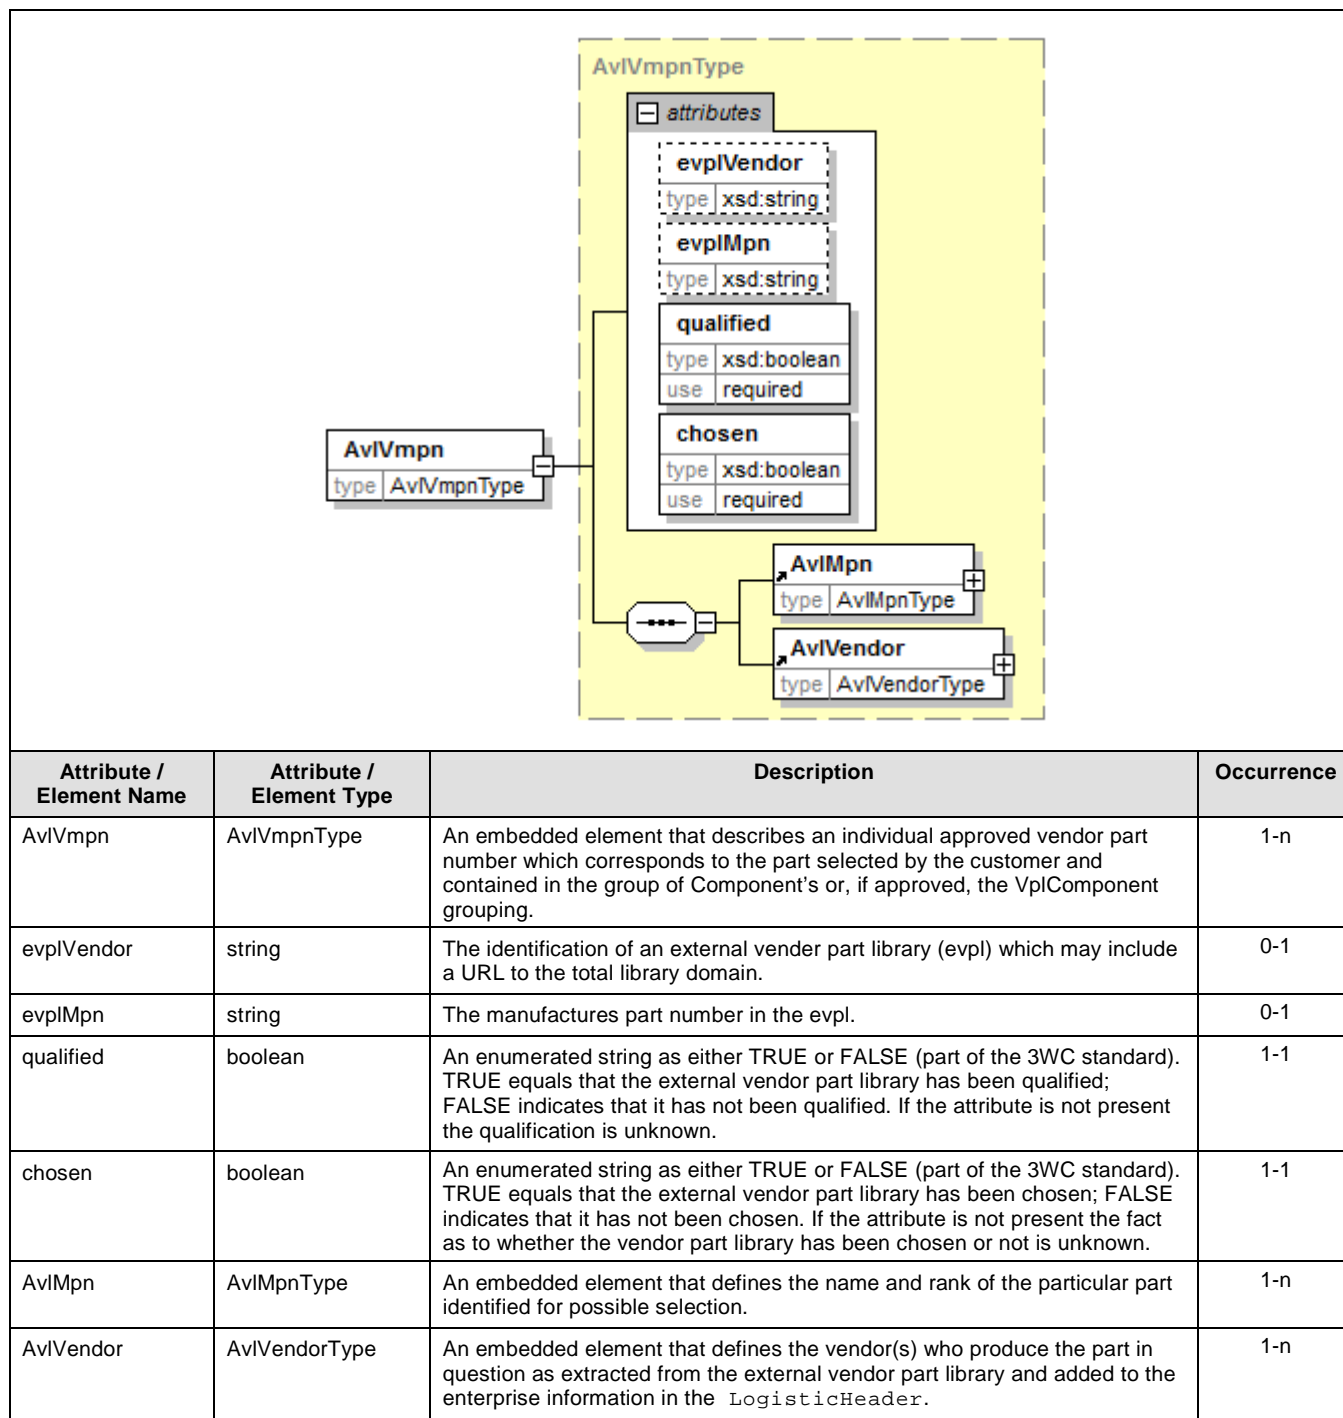 AvlVmpnType
attributes
evplVendor
type xsd:string
evplMpn
type xsd:string
qualified
type xsd:boolean
use required
chosen
type xsd:boolean
use required
AvlVmpn
type AvlVmpnType
AvlMpn
type AvlMpnType
AvlVendor
type AvlVendorType
Attribute / Element Name | Attribute / Element Type | Description | Occurrence
AvlVmpn | AvlVmpnType | An embedded element that describes an individual approved vendor part | 1-n
number which corresponds to the part selected by the customer and
contained in the group of Component’s or, if approved, the VplComponent
grouping.
evplVendor | string | The identification of an external vender part library (evpl) which may include | 0-1
a URL to the total library domain.
evplMpn | string | The manufactures part number in the evpl. | 0-1
qualified | boolean | An enumerated string as either TRUE or FALSE (part of the 3WC standard). | 1-1
TRUE equals that the external vendor part library has been qualified;
FALSE indicates that it has not been qualified. If the attribute is not present
the qualification is unknown.
chosen | boolean | An enumerated string as either TRUE or FALSE (part of the 3WC standard). | 1-1
TRUE equals that the external vendor part library has been chosen; FALSE
indicates that it has not been chosen. If the attribute is not present the fact
as to whether the vendor part library has been chosen or not is unknown.
AvlMpn | AvlMpnType | An embedded element that defines the name and rank of the particular part | 1-n
identified for possible selection.
AvlVendor | AvlVendorType | An embedded element that defines the vendor(s) who produce the part in | 1-n
question as extracted from the external vendor part library and added to the
enterprise information in the LogisticHeader.